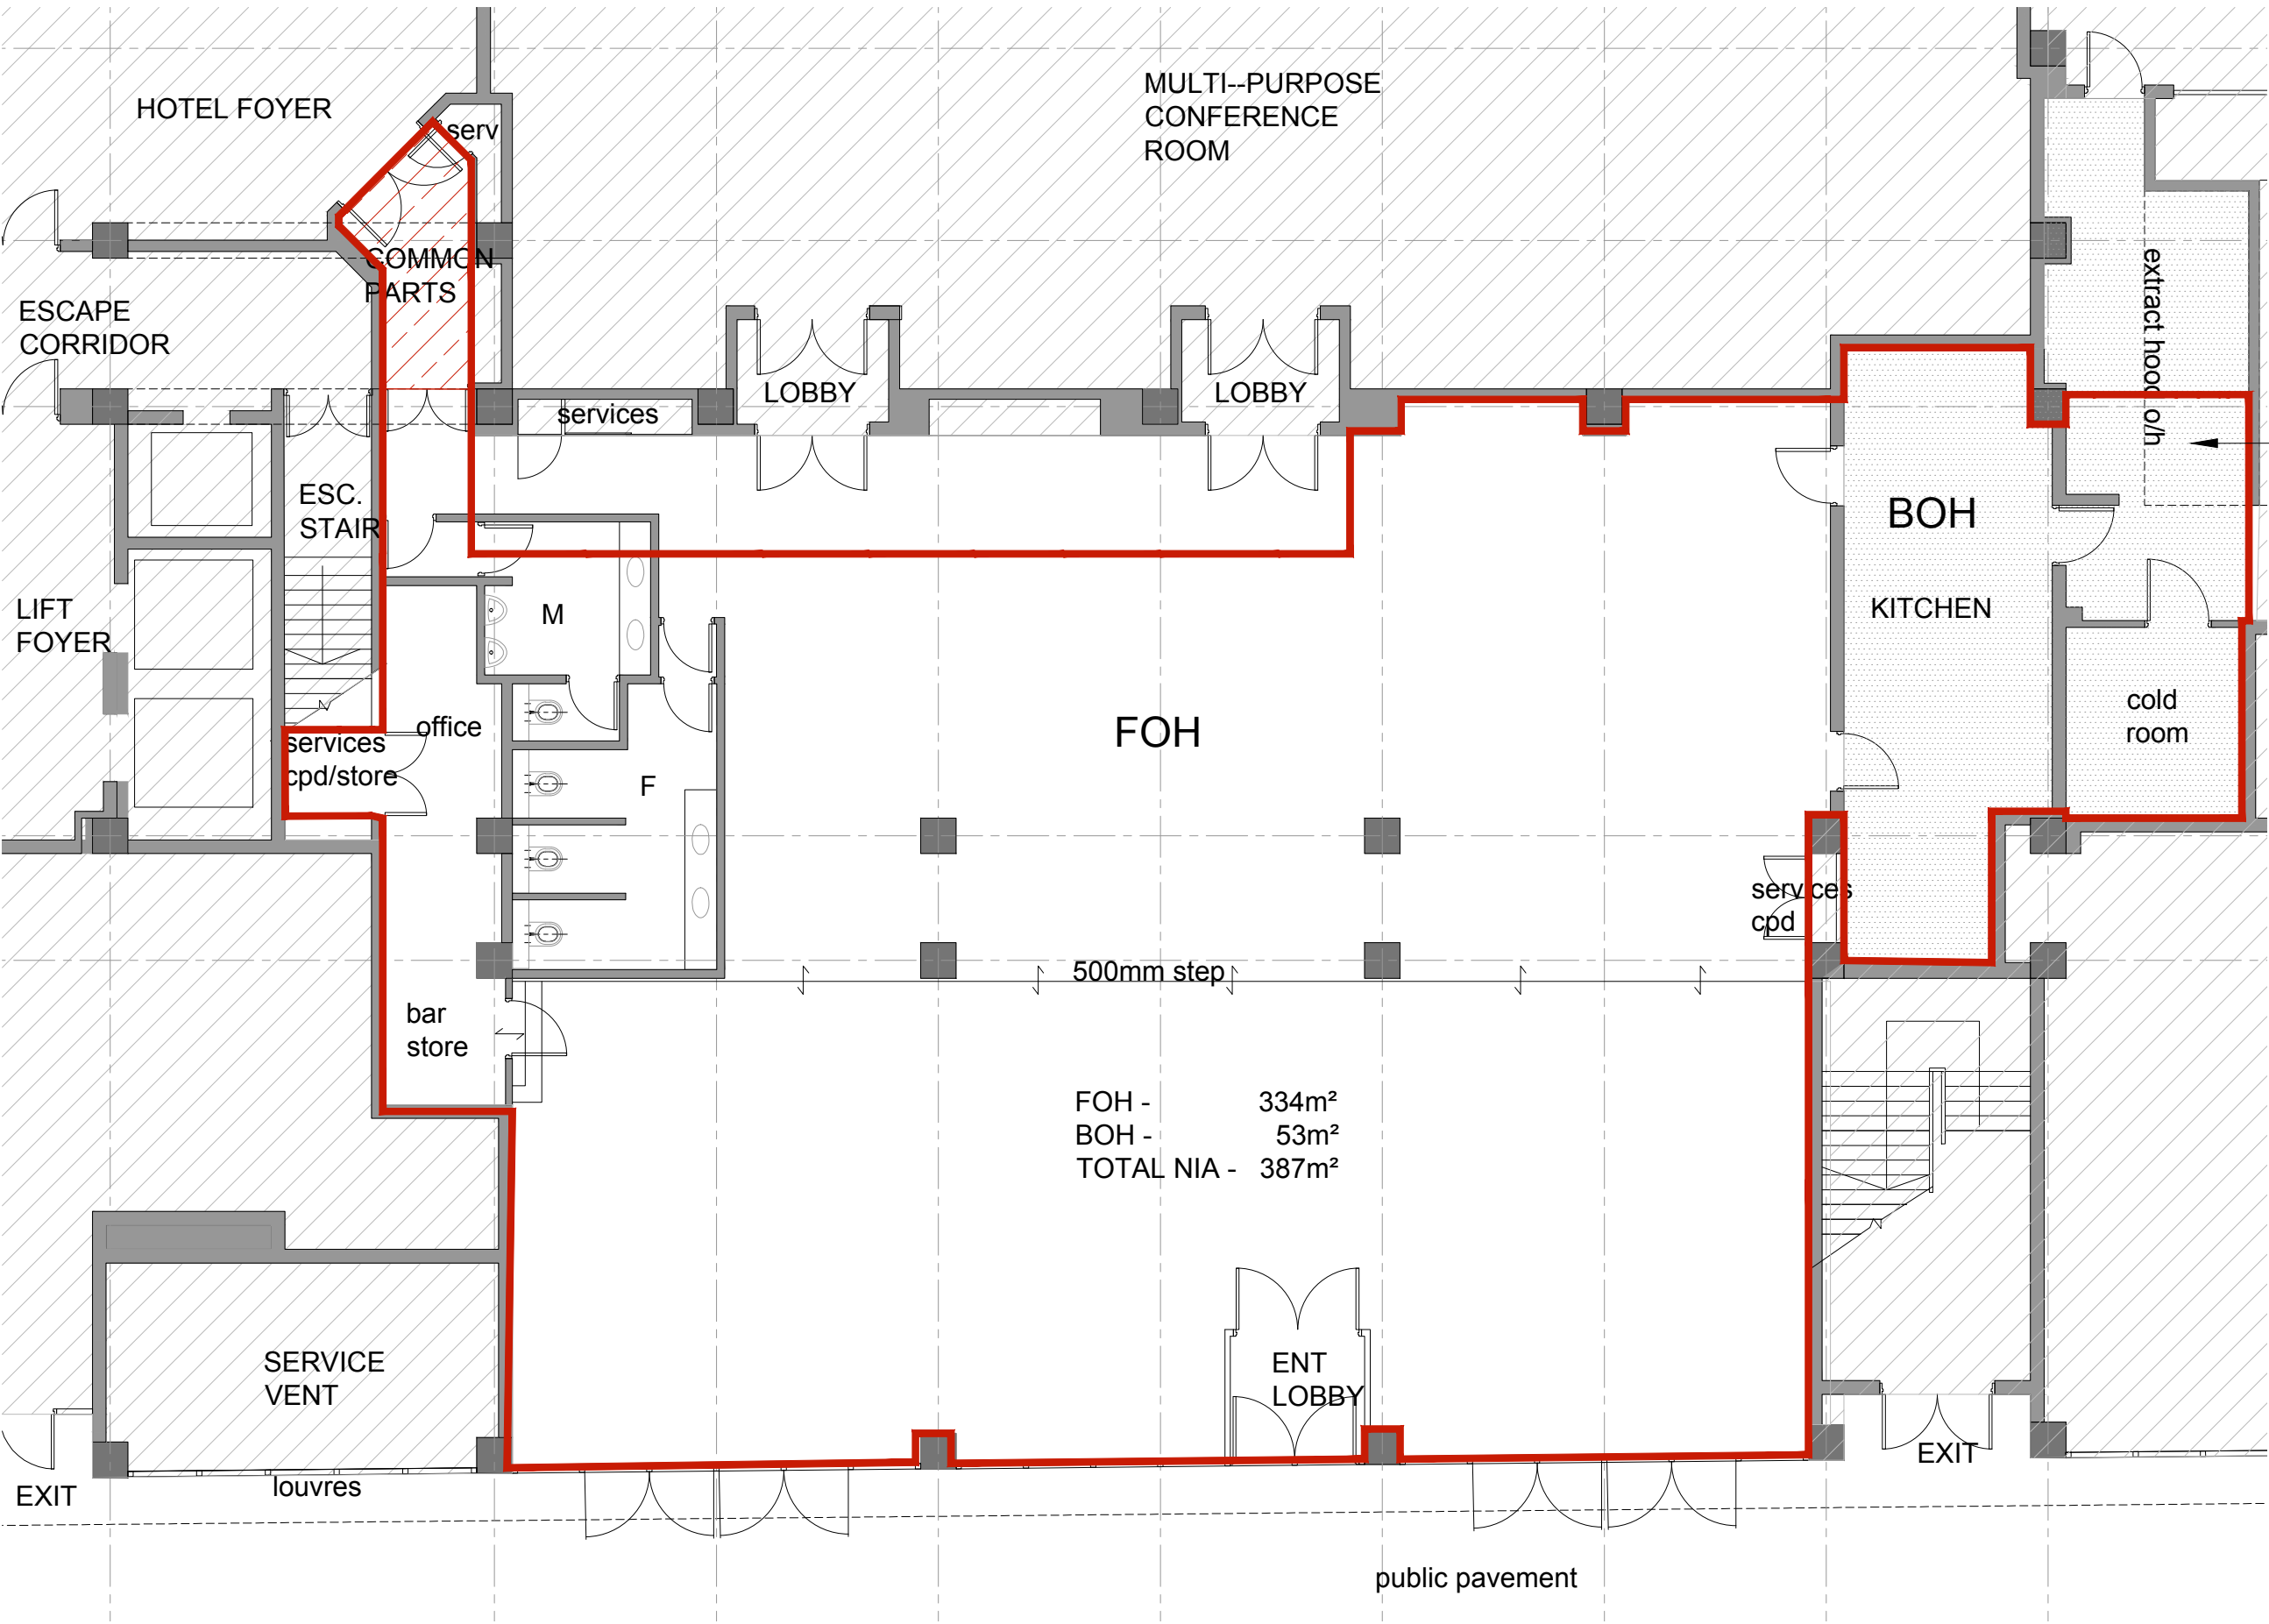 MULTI--PURPOSE
CONFERENCE
ROOM
HOTEL FOYER
serv
COMMON
PARTS
ESCAPE
CORRIDOR
extract hood o/h
LOBBY
LOBBY
services
ESC.
STAIR
BOH
LIFT
FOYER
M
KITCHEN
office
FOH
cold
room
services
cpd/store
F
services
cpd
500mm step
bar
store
FOH - 334m²
BOH - 53m²
TOTAL NIA - 387m²
SERVICE
VENT
ENT
LOBBY
EXIT
louvres
EXIT
public pavement